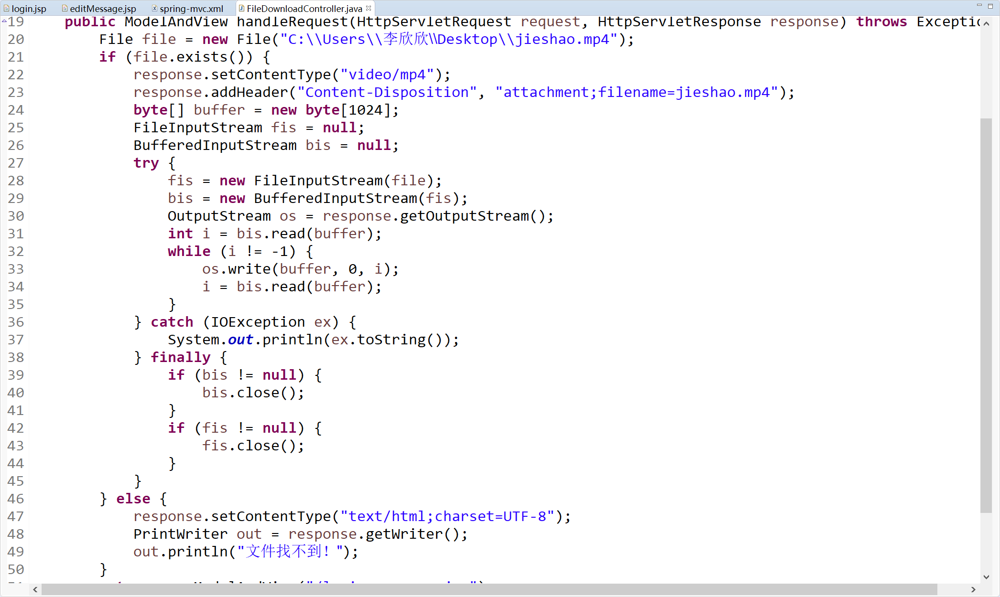 login.jsp editMessage.jsp spring-mvc.xml FileDownloadController.java
19 public ModelAndView handleRequest(HttpServletRequest request, HttpServletResponse response) throws Exceptio
20 File file = new File("C:\\Users\\李欣欣\\Desktop\\jieshao.mp4");
21 if (file.exists()) {
22 response.setContentType("video/mp4");
23 response.addHeader("Content-Disposition", "attachment;filename=jieshao.mp4");
24 byte[] buffer = new byte[1024];
25 FileInputStream fis = null;
26 BufferedInputStream bis = null;
27 try {
28 fis = new FileInputStream(file);
29 bis = new BufferedInputStream(fis);
30 OutputStream os = response.getOutputStream();
31 int i = bis.read(buffer);
32 while (i != -1) {
33 os.write(buffer, 0, i);
34 i = bis.read(buffer);
35 }
36 } catch (IOException ex) {
37 System.out.println(ex.toString());
38 } finally {
39 if (bis != null) {
40 bis.close();
41 }
42 if (fis != null) {
43 fis.close();
44 }
45 }
46 } else {
47 response.setContentType("text/html;charset=UTF-8");
48 PrintWriter out = response.getWriter();
49 out.println("文件找不到！");
50 }